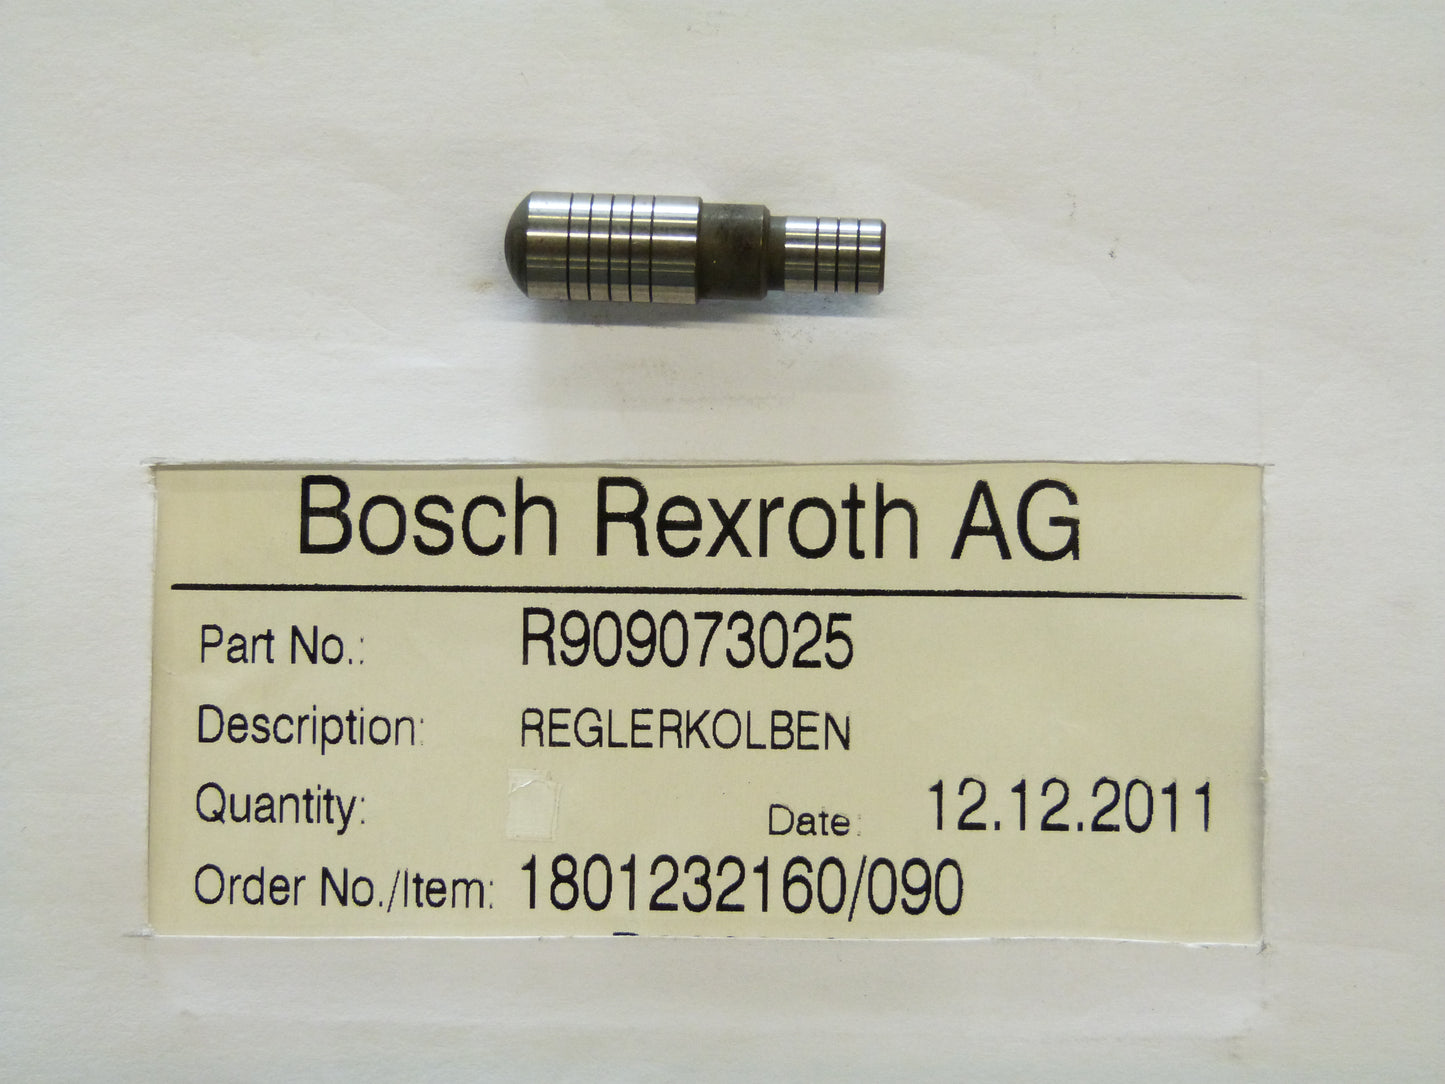 Bosch Rexroth AG
Part No.: R909073025
Description: REGLERKOLBEN
Quantity:
Date: 12.12.2011
Order No./Item: 1801232160/090